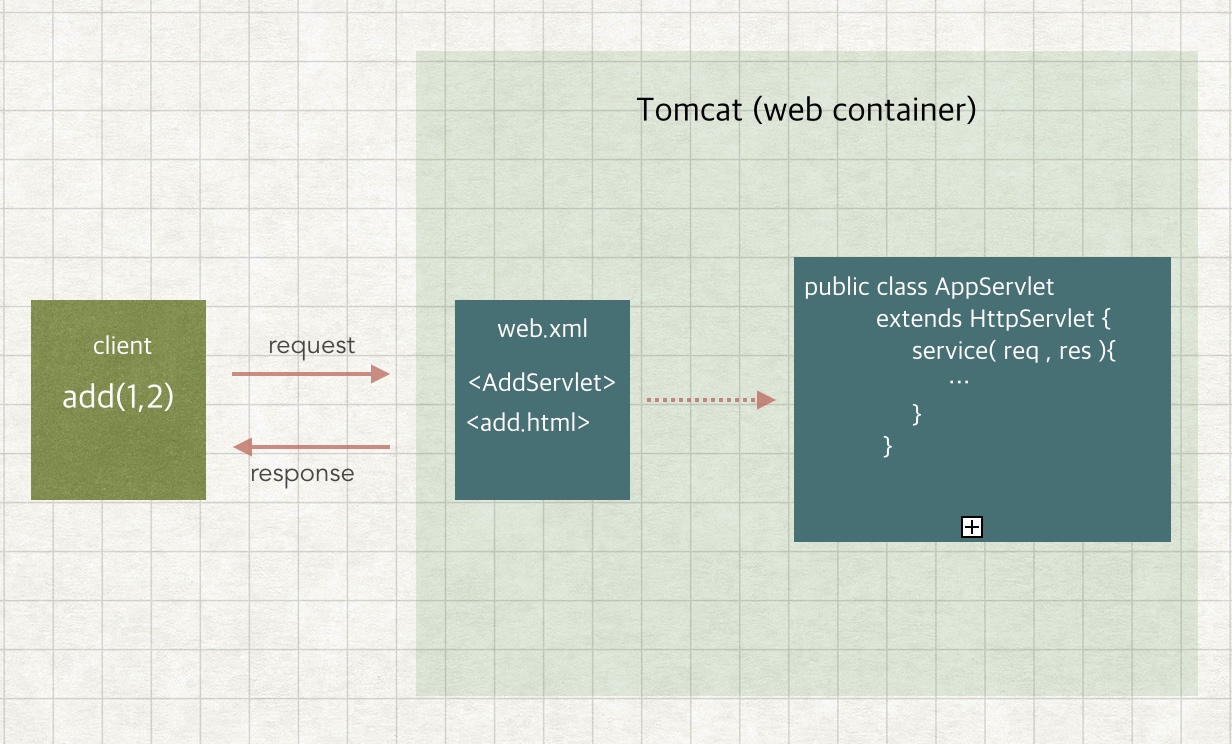 Tomcat (web container)
client
add(1,2)
request
response
web.xml
<AddServlet>
<add.html>
public class AppServlet
extends HttpServlet {
service( req , res ){
...
}
}